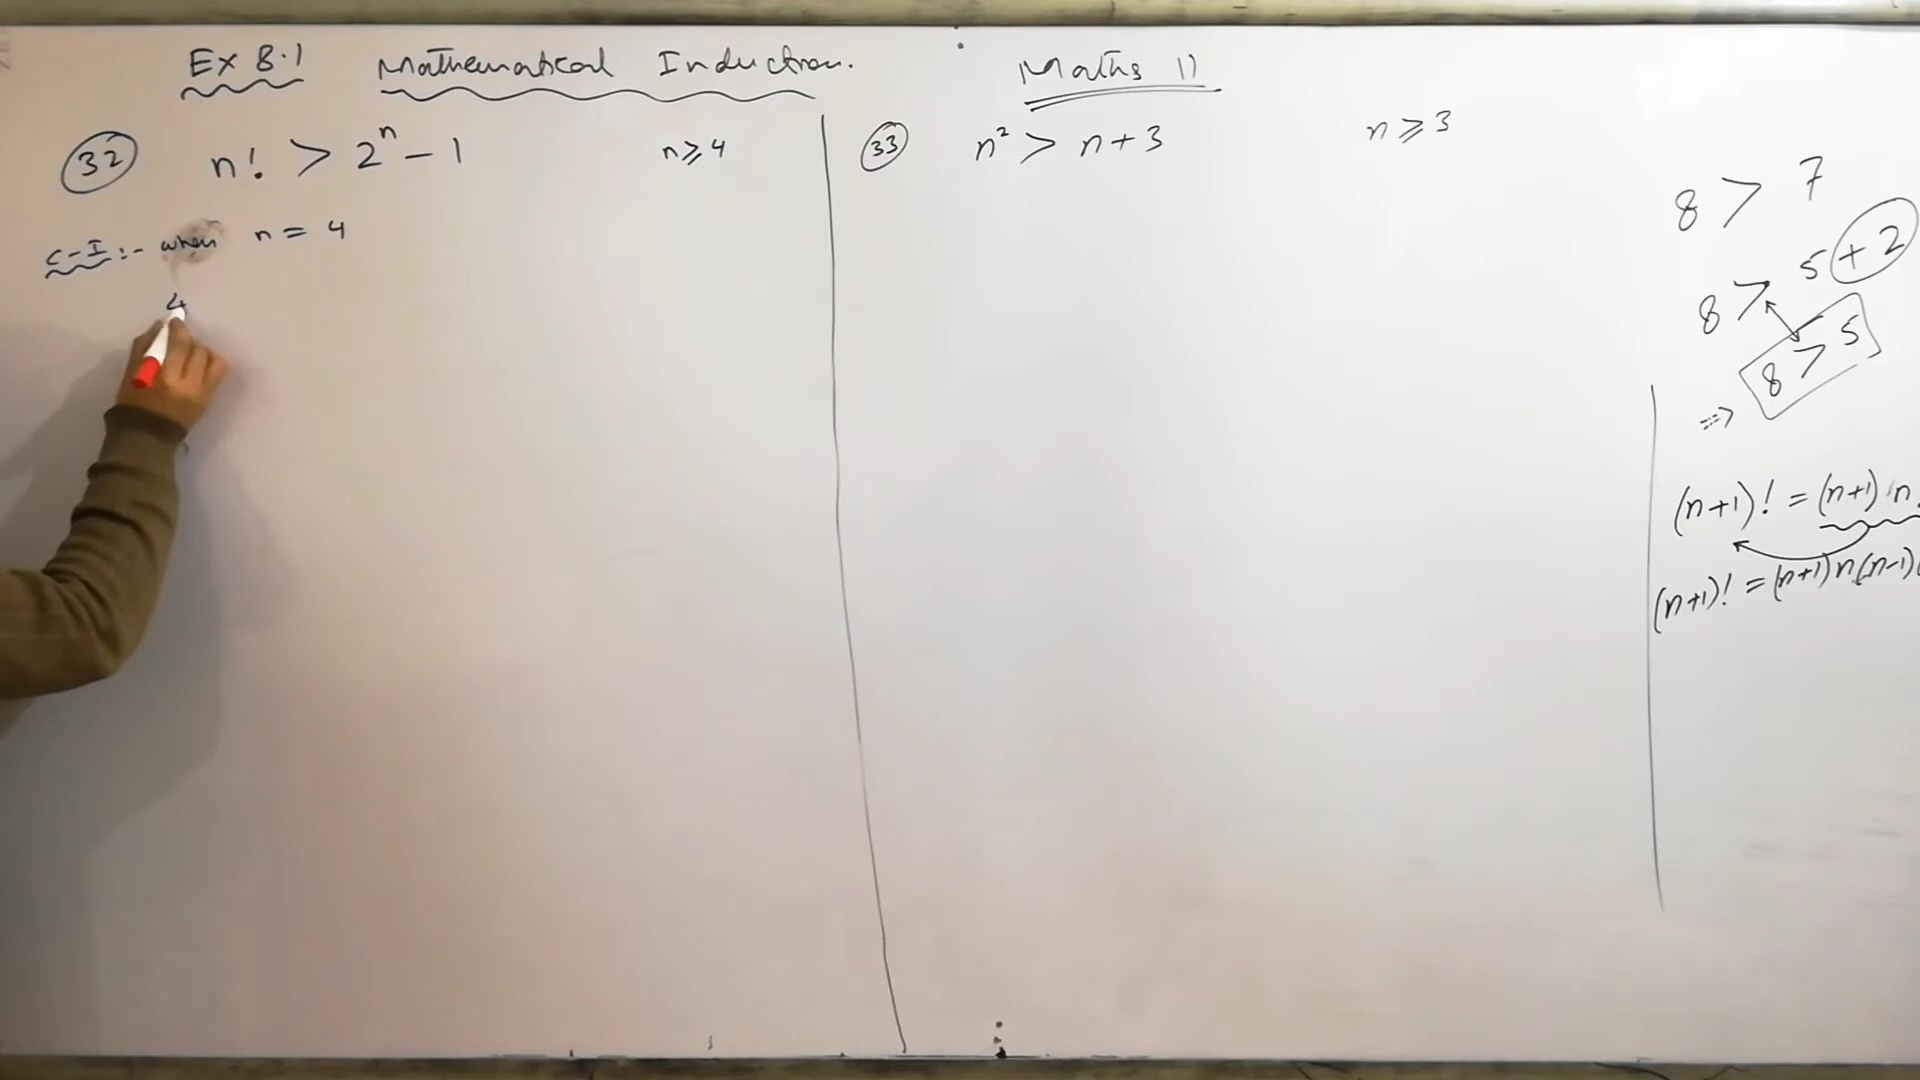 Ex 8.1 Mathematical Induction. Maths 11
32 n! > 2ⁿ - 1 n ⩾ 4
C-I :- when n = 4
4
33 n² > n + 3 n ⩾ 3
8 > 7
8 > 5 + 2
⇒ 8 > 5
(n+1)! = (n+1) n!
(n+1)! = (n+1) n (n-1)(